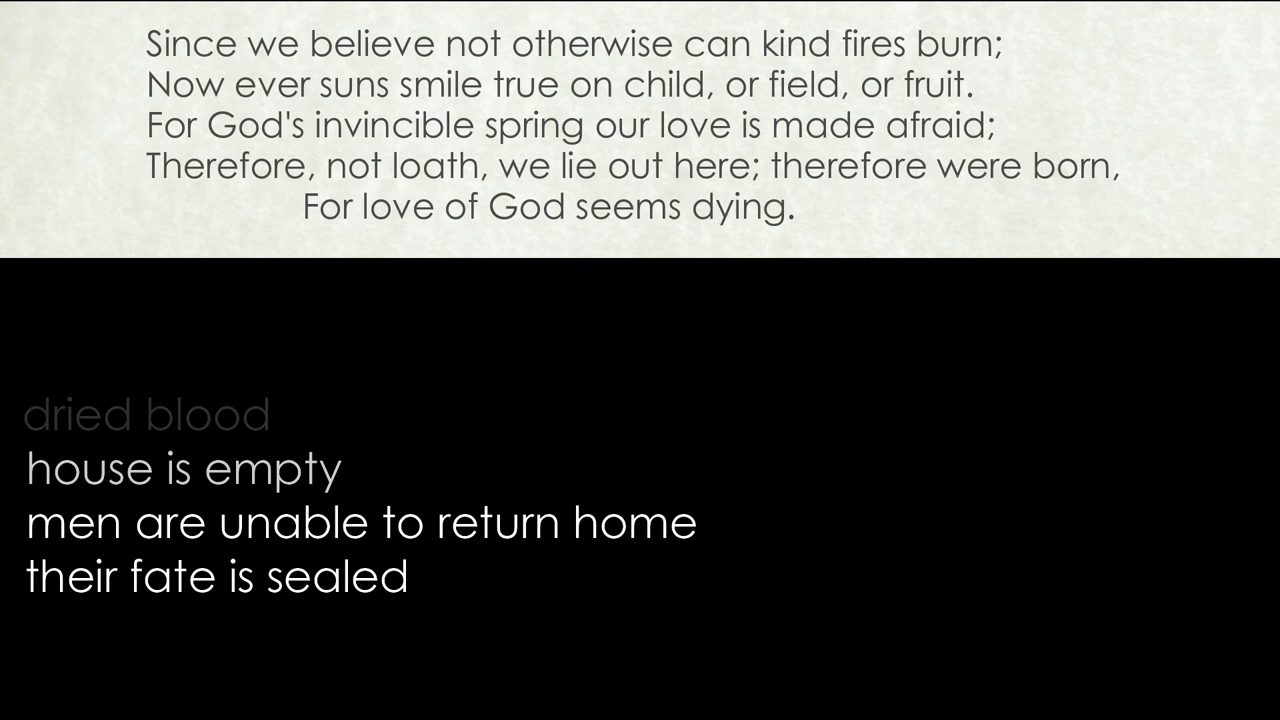 Since we believe not otherwise can kind fires burn;
Now ever suns smile true on child, or field, or fruit.
For God's invincible spring our love is made afraid;
Therefore, not loath, we lie out here; therefore were born,
For love of God seems dying.
dried blood
house is empty
men are unable to return home
their fate is sealed